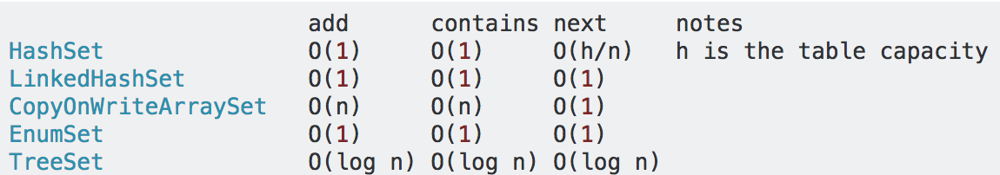 add contains next notes
HashSet O(1) O(1) O(h/n) h is the table capacity
LinkedHashSet O(1) O(1) O(1)
CopyOnWriteArraySet O(n) O(n) O(1)
EnumSet O(1) O(1) O(1)
TreeSet O(log n) O(log n) O(log n)